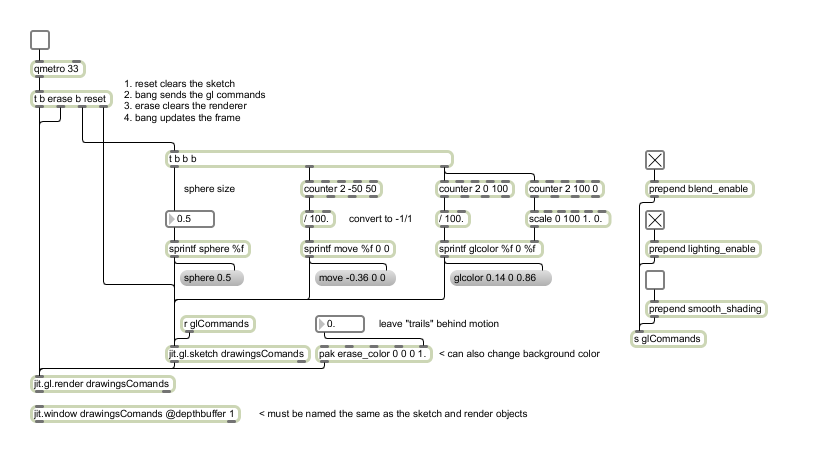 qmetro 33
t b erase b reset
1. reset clears the sketch
2. bang sends the gl commands
3. erase clears the renderer
4. bang updates the frame
t b b b
sphere size
counter 2 -50 50
counter 2 0 100
counter 2 100 0
prepend blend_enable
0.5
/ 100.
convert to -1/1
/ 100.
scale 0 100 1. 0.
sprintf sphere %f
sprintf move %f 0 0
sprintf glcolor %f 0 %f
prepend lighting_enable
sphere 0.5
move -0.36 0 0
glcolor 0.14 0 0.86
prepend smooth_shading
r glCommands
0.
leave "trails" behind motion
s glCommands
jit.gl.sketch drawingsComands
pak erase_color 0 0 0 1.
< can also change background color
jit.gl.render drawingsComands
jit.window drawingsComands @depthbuffer 1
< must be named the same as the sketch and render objects